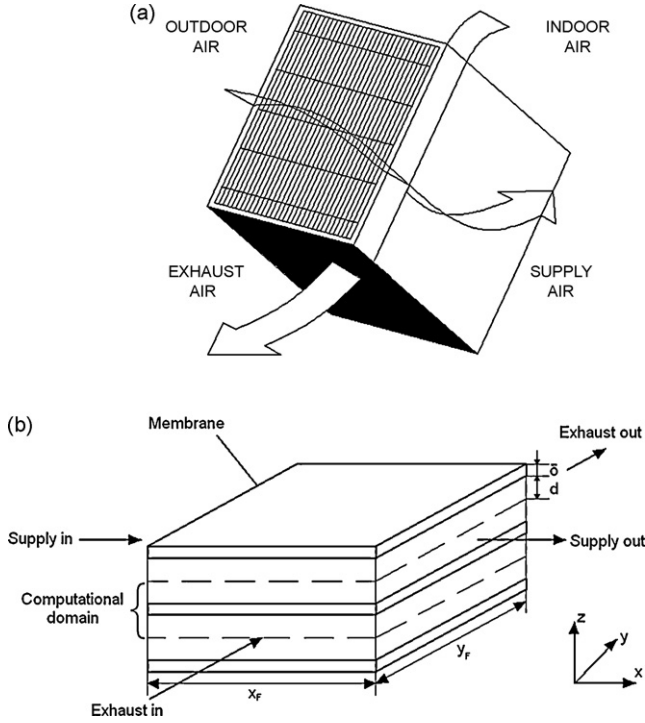 (a)
OUTDOOR
AIR
INDOOR
AIR
EXHAUST
AIR
SUPPLY
AIR
(b)
Membrane
Exhaust out
δ
d
Supply in
Supply out
Computational
domain
z
y
x
y_F
x_F
Exhaust in